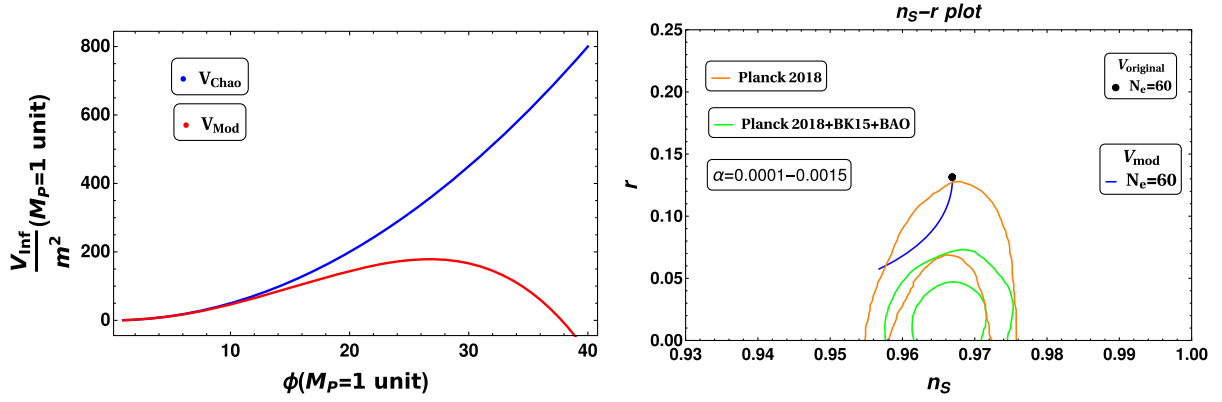 V_Inf/m^2 (M_P=1 unit)
800
600
400
200
0
V_Chao
V_Mod
10
20
30
40
ϕ(M_P=1 unit)
n_S−r plot
r
0.25
0.20
0.15
0.10
0.05
0.00
Planck 2018
Planck 2018+BK15+BAO
α=0.0001−0.0015
V_original
N_e=60
V_mod
N_e=60
0.93
0.94
0.95
0.96
0.97
0.98
0.99
1.00
n_S